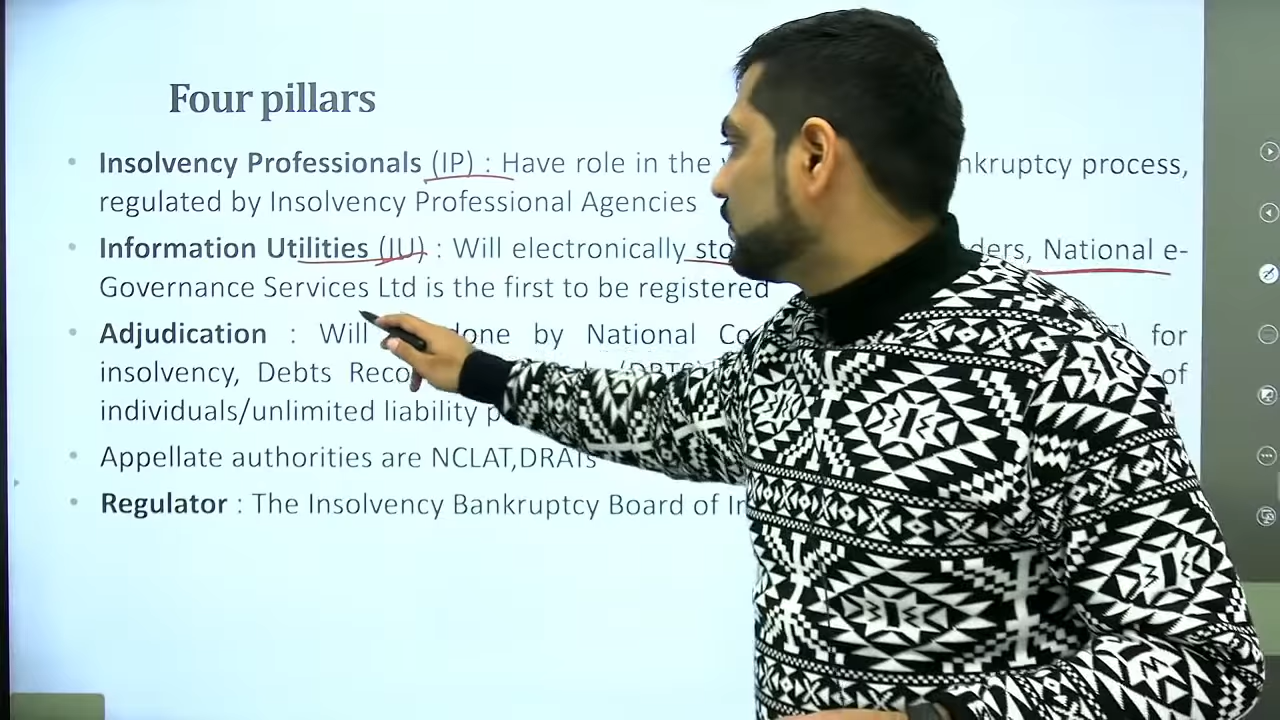 Four pillars
• Insolvency Professionals (IP) : Have role in the nkruptcy process,
regulated by Insolvency Professional Agencies
• Information Utilities (IU) : Will electronically sto ders, National e-
Governance Services Ltd is the first to be registered
• Adjudication : Will done by National Co for
insolvency, Debts Reco (DRTS) of
individuals/unlimited liability p
• Appellate authorities are NCLAT,DRATs
• Regulator : The Insolvency Bankruptcy Board of In